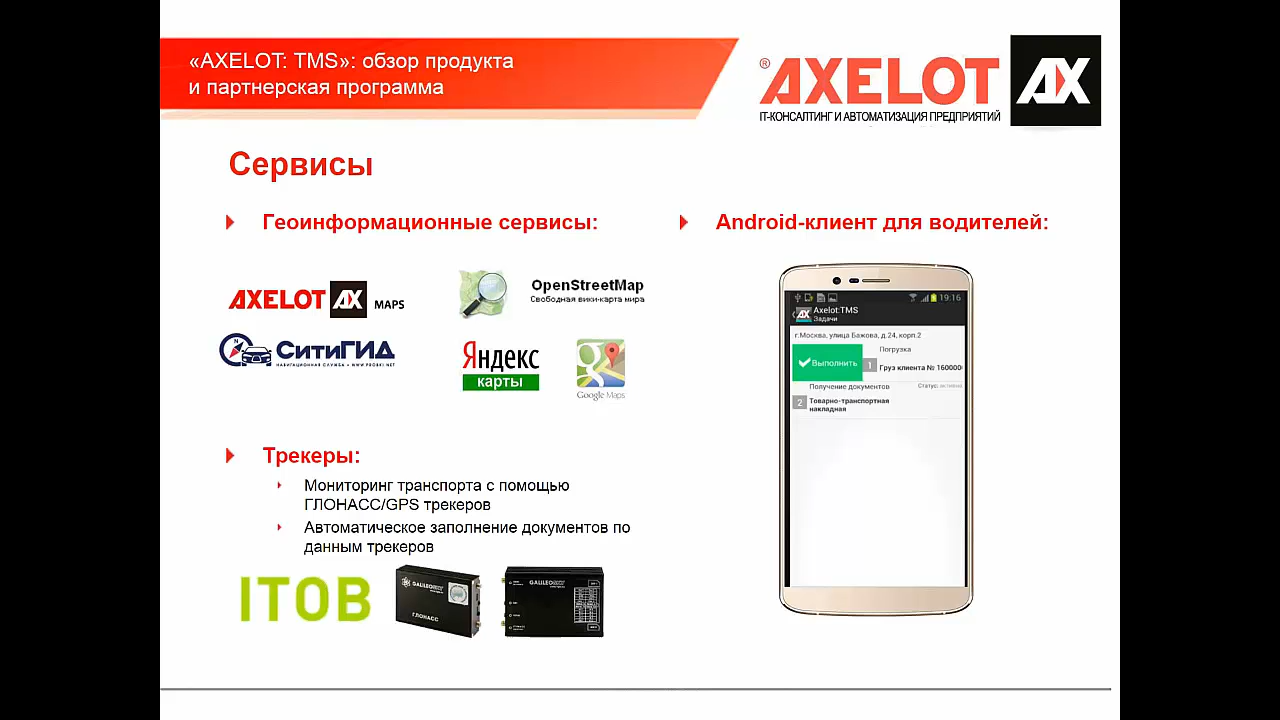 «AXELOT: TMS»: обзор продукта
и партнерская программа
® AXELOT AX
IT-КОНСАЛТИНГ И АВТОМАТИЗАЦИЯ ПРЕДПРИЯТИЙ
Сервисы
Геоинформационные сервисы:
AXELOT AX MAPS
OpenStreetMap
Свободная вики-карта мира
СитиГИД
НАВИГАЦИОННАЯ СЛУЖБА • WWW.PROBKI.NET
Яндекс
карты
g
Google Maps
Трекеры:
Мониторинг транспорта с помощью
ГЛОНАСС/GPS трекеров
Автоматическое заполнение документов по
данным трекеров
ITOB
GALILEOSKY
ГЛОНАСС
GALILEOSKY
Android-клиент для водителей:
19:16
AX Axelot:TMS
Задачи
г.Москва, улица Бажова, д.24, корп.2
Выполнить
1
Погрузка
Груз клиента № 160000
Получение документов
Статус: активно
2
Товарно-транспортная
накладная